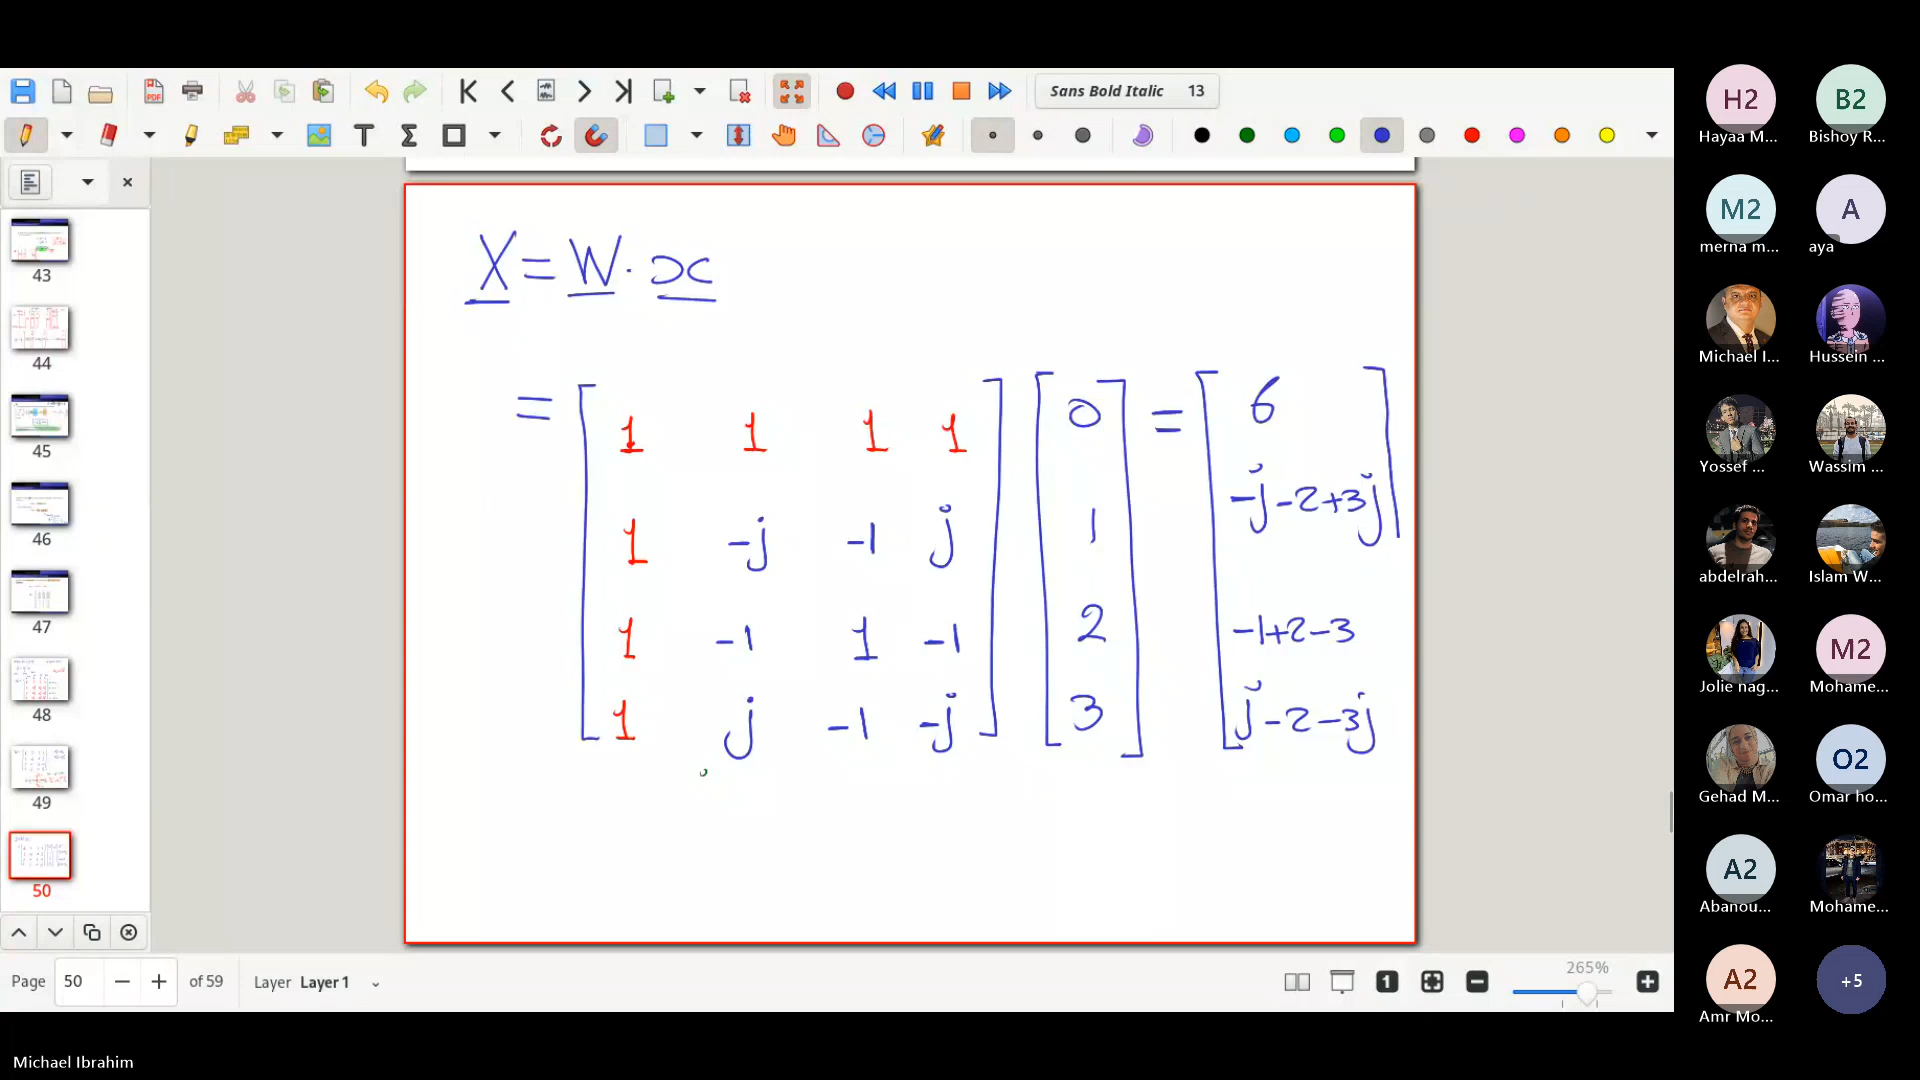 Sans Bold Italic 13
X = W · x
= [ 1 1 1 1 ] [ 0 ] = [ 6 ]
1 -j -1 j 1 -j-2+3j
1 -1 1 -1 2 -1+2-3
1 j -1 -j 3 j-2-3j
43
44
45
46
47
48
49
50
Page 50 of 59 Layer Layer 1
265%
H2 B2
Hayaa M... Bishoy R...
M2 A
merna m... aya
Michael I... Hussein ...
Yossef ... Wassim ...
abdelrah... Islam W...
M2
Jolie nag... Mohame...
O2
Gehad M... Omar ho...
A2
Abanou... Mohame...
A2 +5
Amr Mo...
Michael Ibrahim